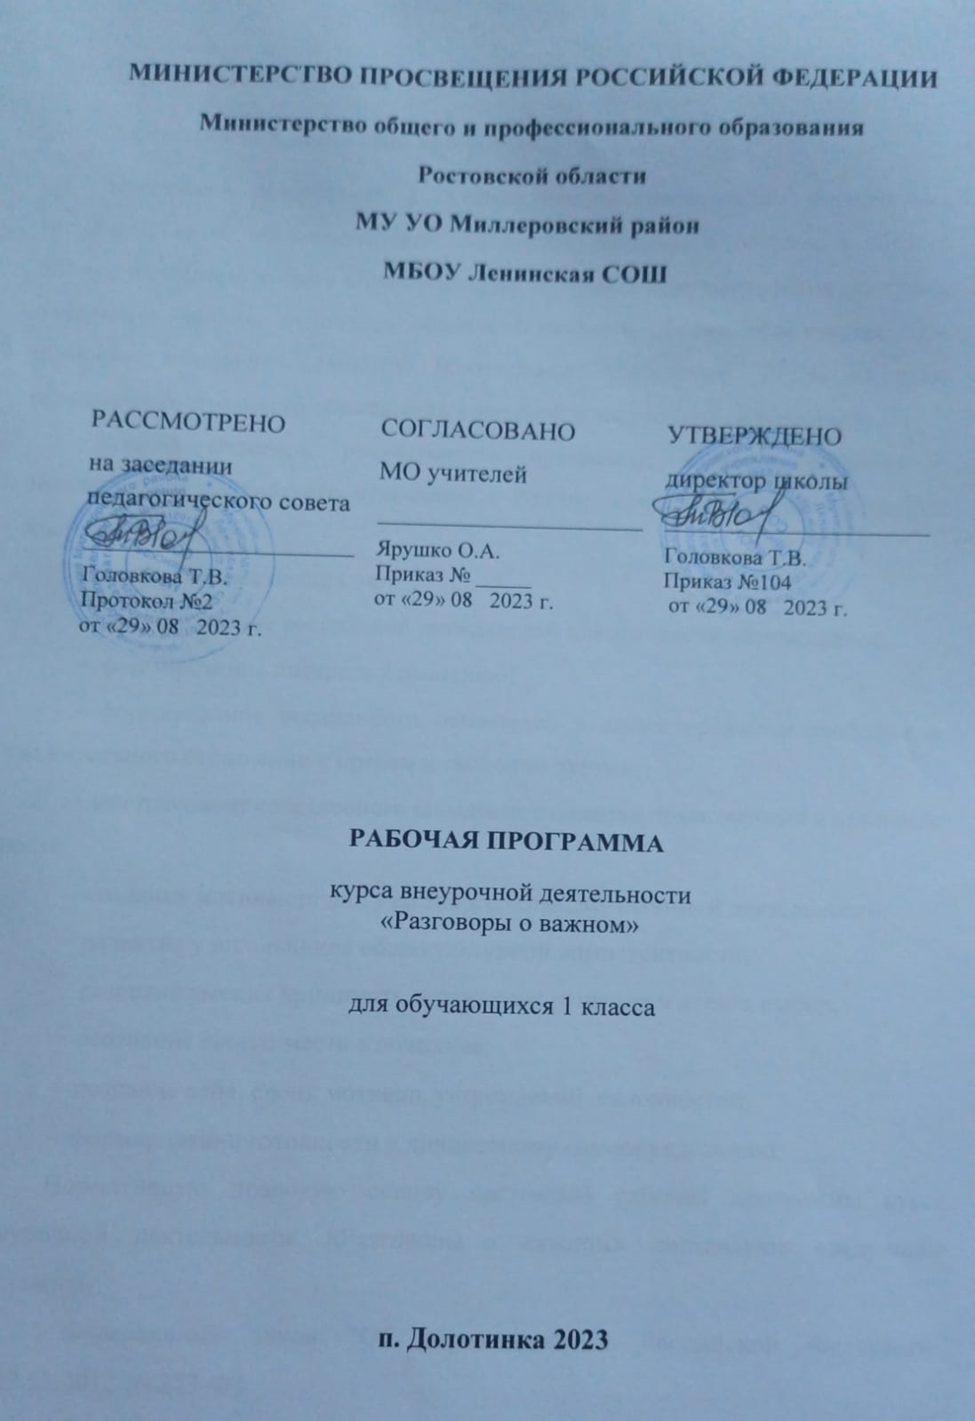 МИНИСТЕРСТВО ПРОСВЕЩЕНИЯ РОССИЙСКОЙ ФЕДЕРАЦИИ
Министерство общего и профессионального образования
Ростовской области
МУ УО Миллеровский район
МБОУ Ленинская СОШ
РАССМОТРЕНО
на заседании
педагогического совета
Головкова Т.В.
Протокол №2
от «29» 08 2023 г.
СОГЛАСОВАНО
МО учителей
Ярушко О.А.
Приказ № ______
от «29» 08 2023 г.
УТВЕРЖДЕНО
директор школы
Головкова Т.В.
Приказ №104
от «29» 08 2023 г.
РАБОЧАЯ ПРОГРАММА
курса внеурочной деятельности
«Разговоры о важном»
для обучающихся 1 класса
п. Долотинка 2023